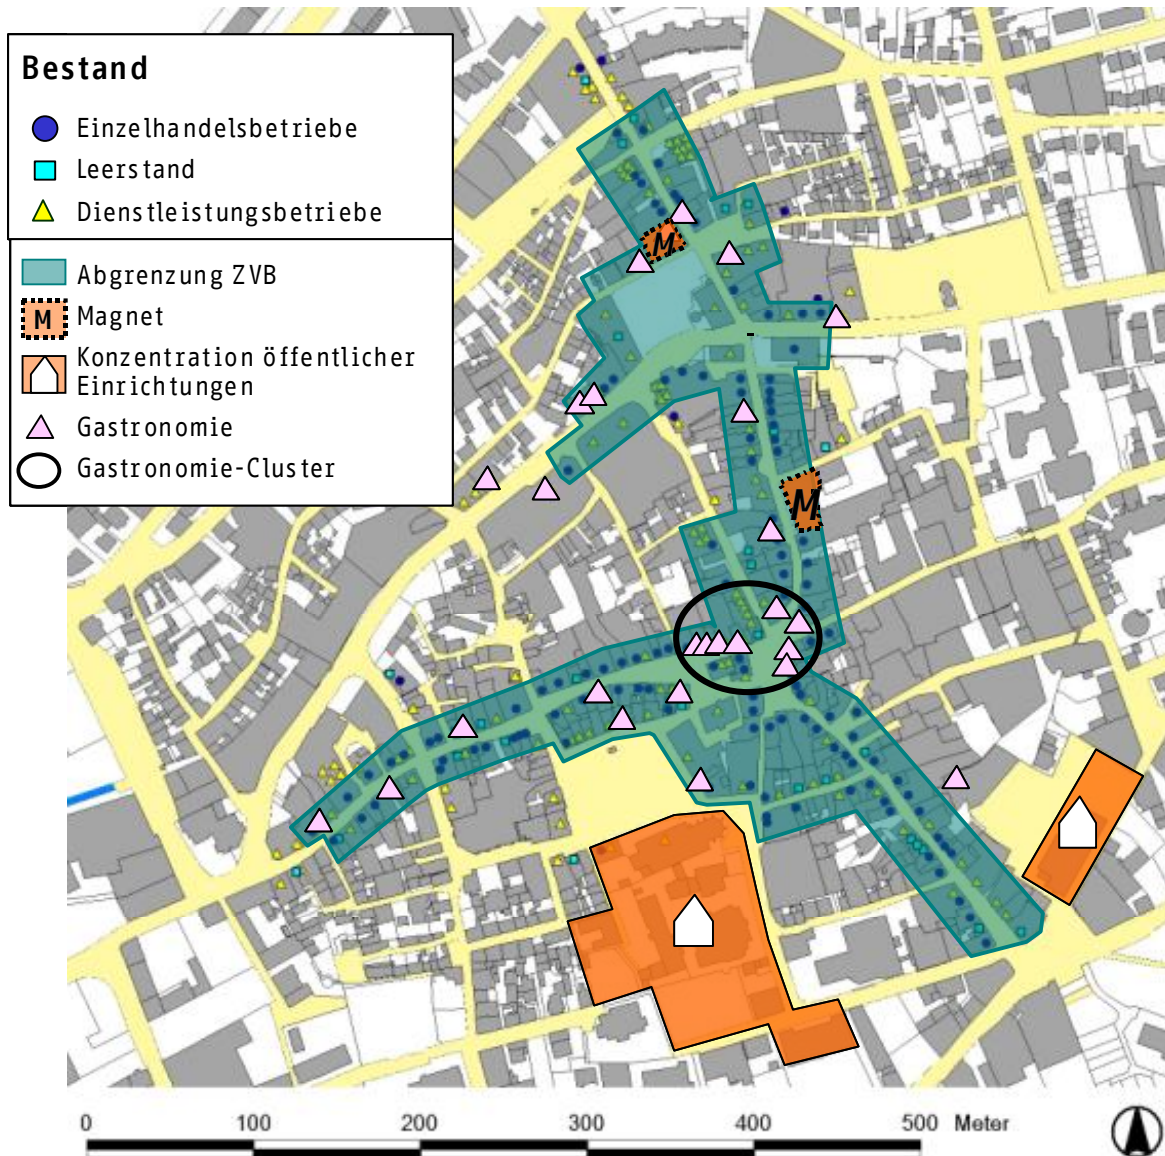 Bestand
Einzelhandelsbetriebe
Leerstand
Dienstleistungsbetriebe
Abgrenzung ZVB
M Magnet
Konzentration öffentlicher
Einrichtungen
Gastronomie
Gastronomie-Cluster
M
M
0 100 200 300 400 500 Meter